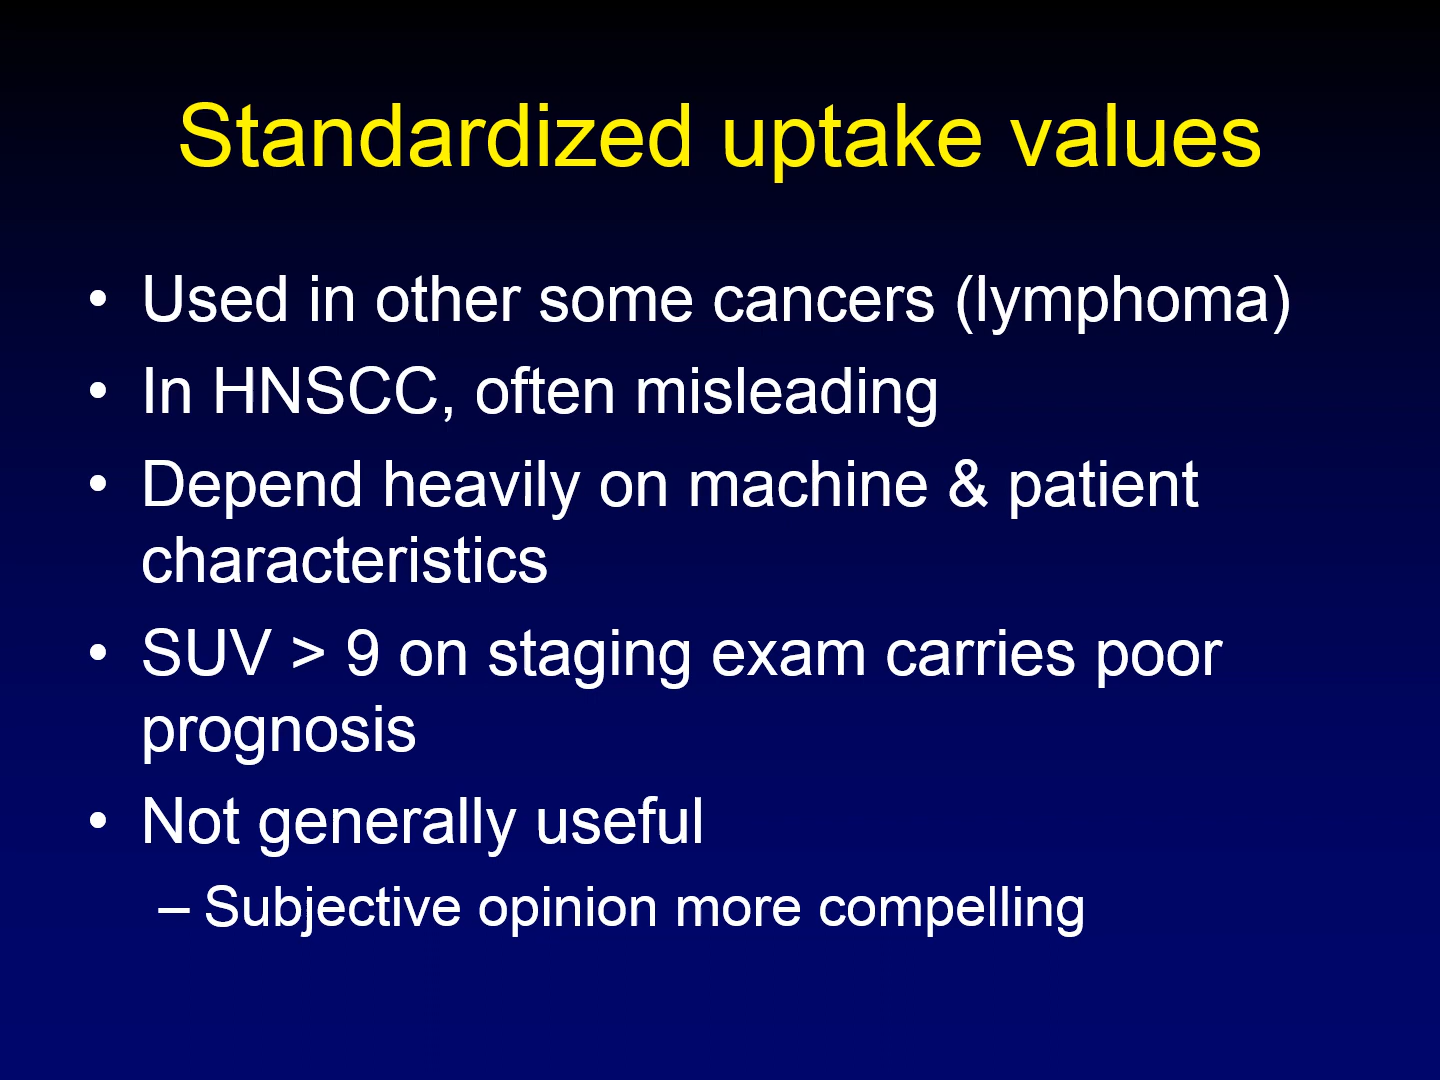 Standardized uptake values
• Used in other some cancers (lymphoma)
• In HNSCC, often misleading
• Depend heavily on machine & patient
characteristics
• SUV > 9 on staging exam carries poor
prognosis
• Not generally useful
– Subjective opinion more compelling